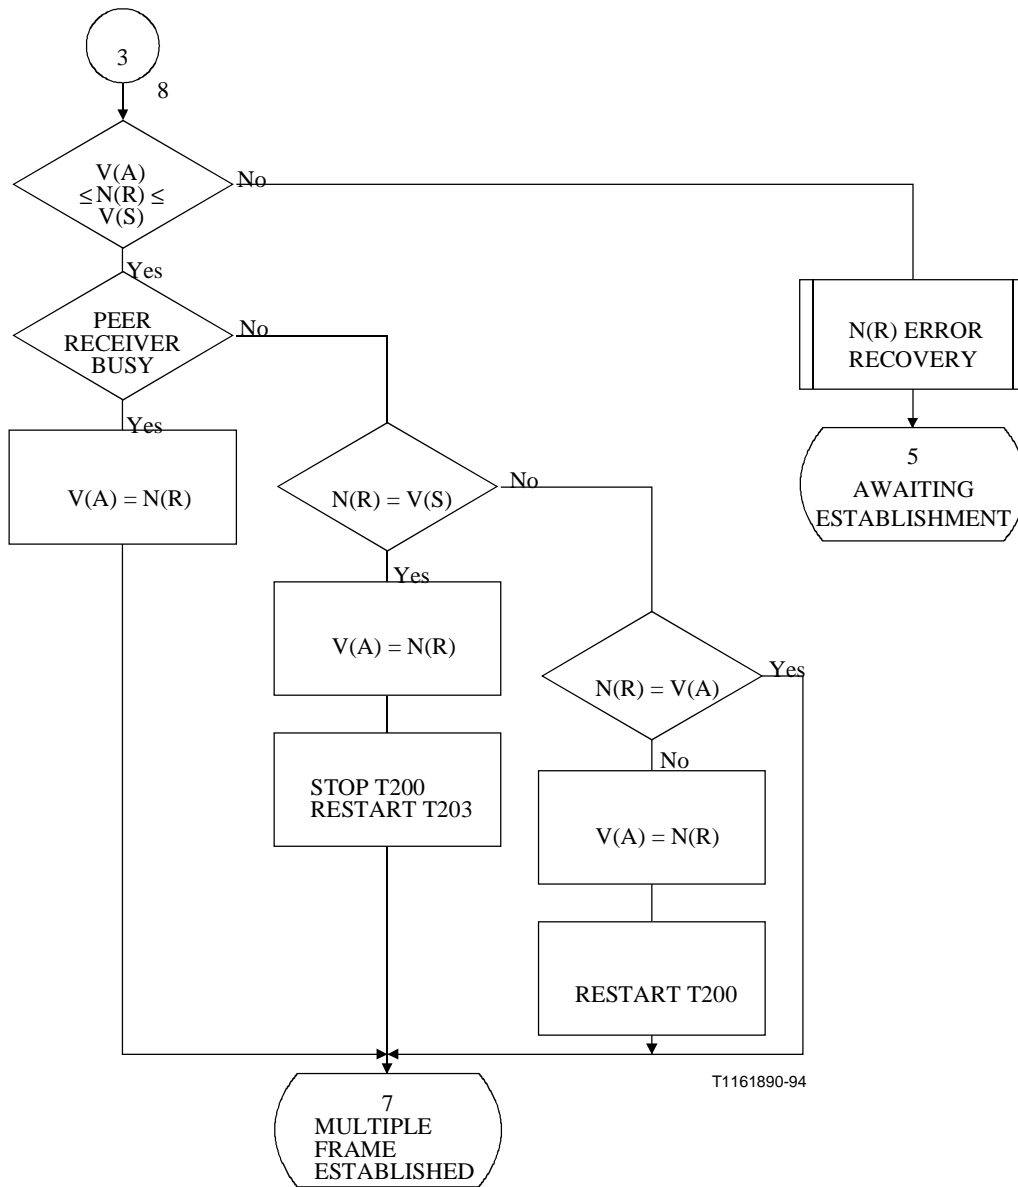 3
8
V(A)
≤ N(R) ≤
V(S)
No
Yes
PEER
RECEIVER
BUSY
No
Yes
V(A) = N(R)
N(R) = V(S)
No
Yes
V(A) = N(R)
STOP T200
RESTART T203
N(R) = V(A)
Yes
No
V(A) = N(R)
RESTART T200
N(R) ERROR
RECOVERY
5
AWAITING
ESTABLISHMENT
T1161890-94
7
MULTIPLE
FRAME
ESTABLISHED